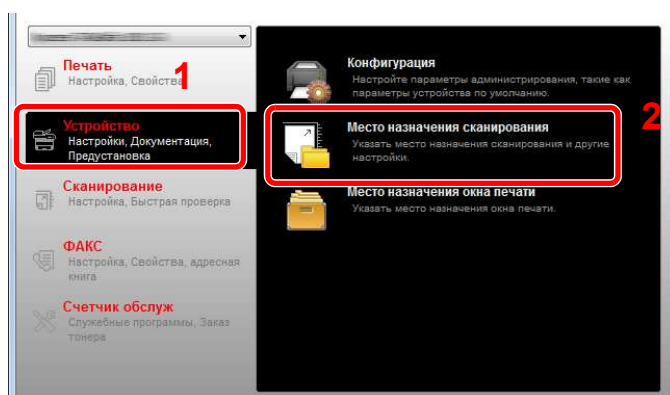 Печать
Настройка, Свойства
1
Устройство
Настройки, Документация,
Предустановка
Сканирование
Настройка, Быстрая проверка
ФАКС
Настройка, Свойства, адресная
книга
Счетчик обслуж
Служебные программы, Заказ
тонера
Конфигурация
Настройте параметры администрирования, такие как
параметры устройства по умолчанию.
2
Место назначения сканирования
Указать место назначения сканирования и другие
настройки.
Место назначения окна печати
Указать место назначения окна печати.